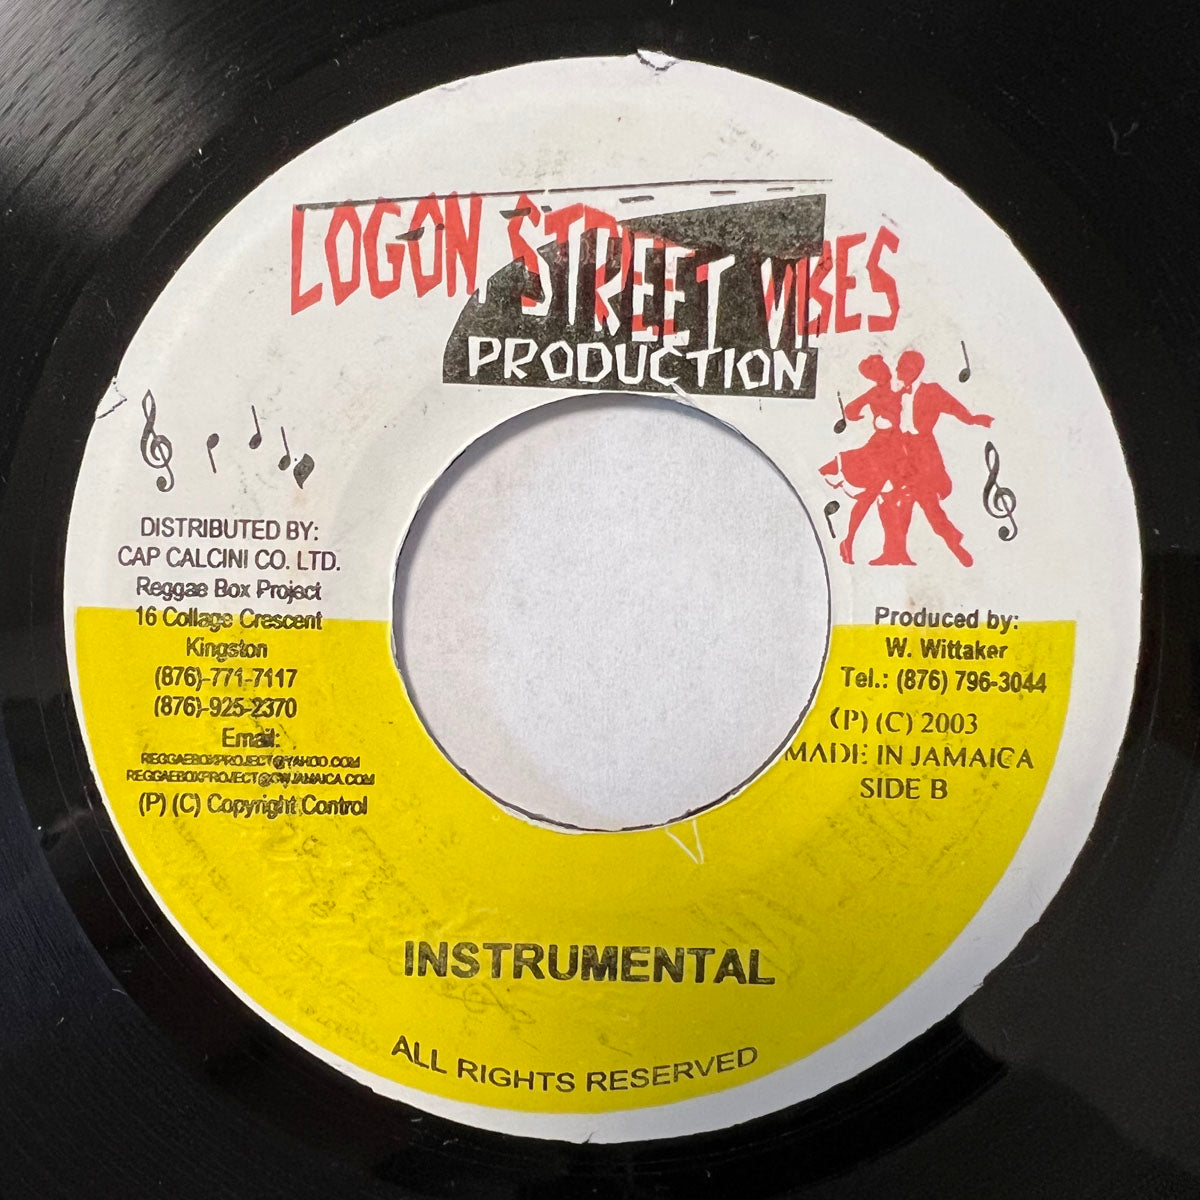 LOGON STREET VIBES
STREET
PRODUCTION
DISTRIBUTED BY:
CAP CALCINI CO. LTD.
Reggae Box Project
16 Collage Crescent
Kingston
(876)-771-7117
(876)-925-2370
Email:
REGGAEBOXPROJECT@YAHOO.COM
REGGAEBOXPROJECT@CWJAMAICA.COM
(P) (C) Copyright Control
Produced by:
W. Wittaker
Tel.: (876) 796-3044
(P) (C) 2003
MADE IN JAMAICA
SIDE B
INSTRUMENTAL
ALL RIGHTS RESERVED